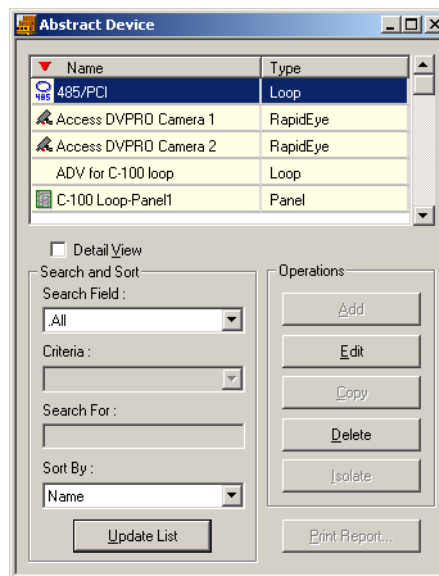 Abstract Device
Name Type
485 485/PCI Loop
Access DVPRO Camera 1 RapidEye
Access DVPRO Camera 2 RapidEye
ADV for C-100 loop Loop
C-100 Loop-Panel1 Panel
Detail View
Search and Sort
Search Field :
.All
Criteria :
Search For :
Sort By :
Name
Update List
Operations
Add
Edit
Copy
Delete
Isolate
Print Report...